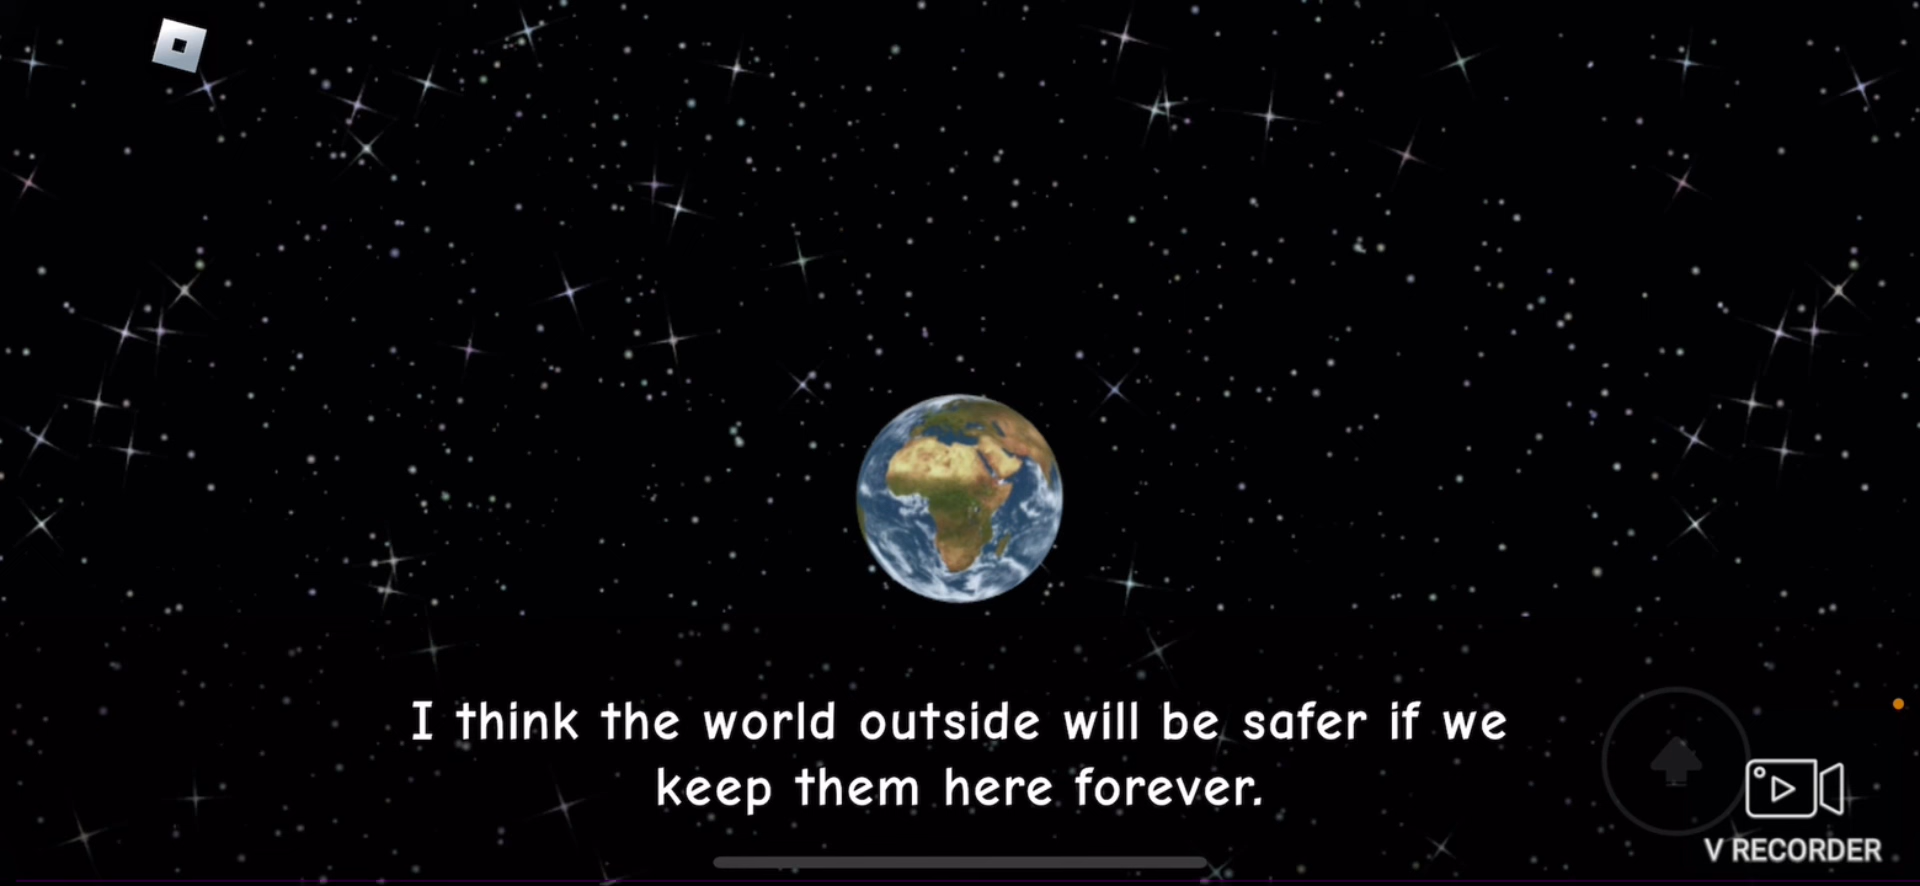 I think the world outside will be safer if we
keep them here forever.
V RECORDER